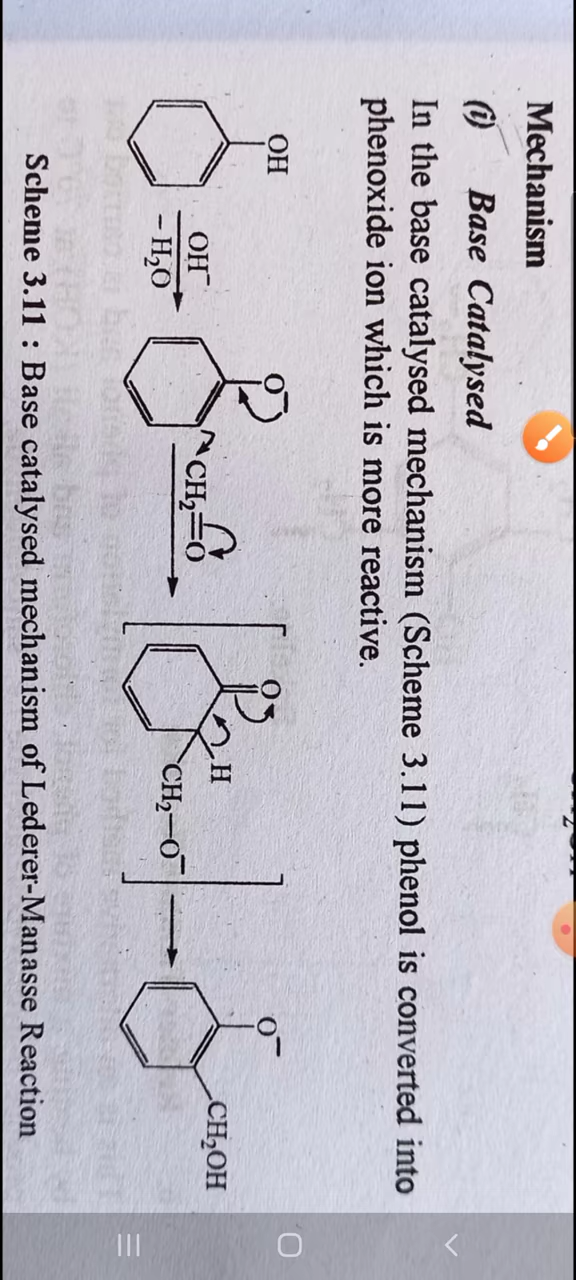 Mechanism
(i) Base Catalysed
In the base catalysed mechanism (Scheme 3.11) phenol is converted into
phenoxide ion which is more reactive.
OH
OH⁻
– H₂O
O⁻
CH₂=O
O
H
CH₂–O⁻
O⁻
CH₂OH
Scheme 3.11 : Base catalysed mechanism of Lederer-Manasse Reaction